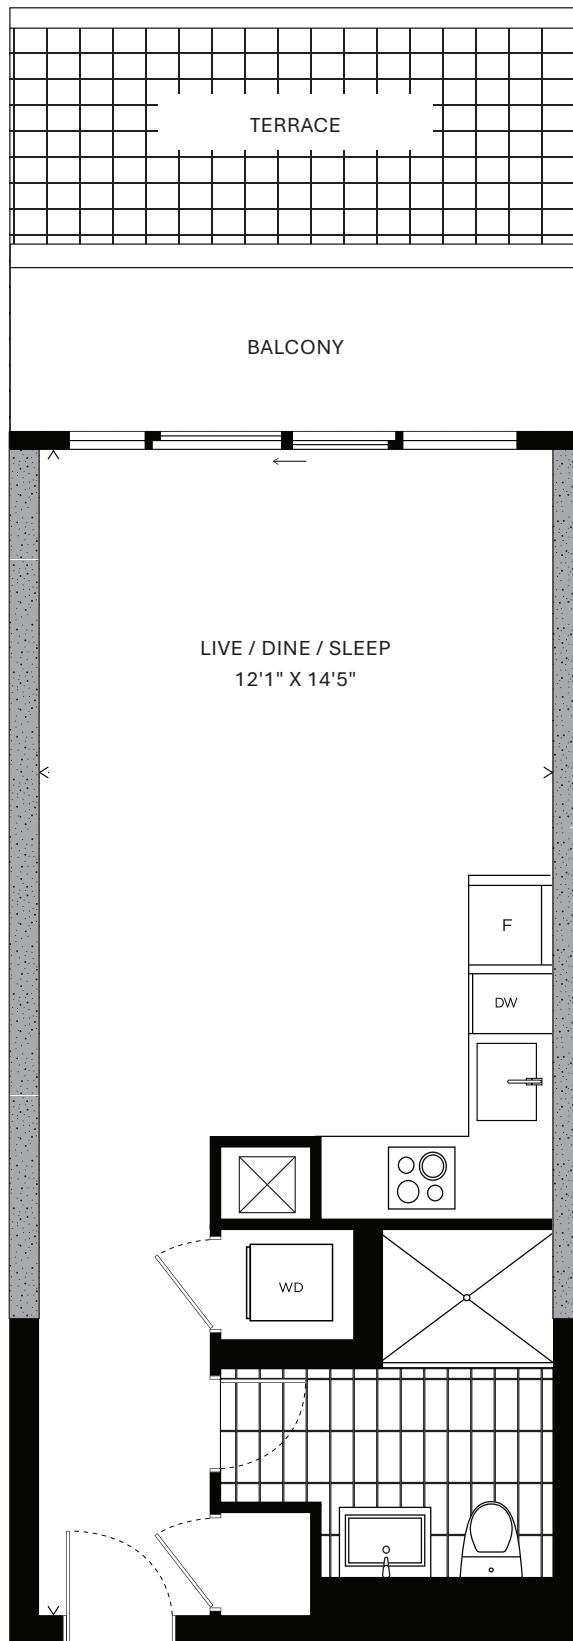 TERRACE
BALCONY
LIVE / DINE / SLEEP
12'1" X 14'5"
F
DW
WD